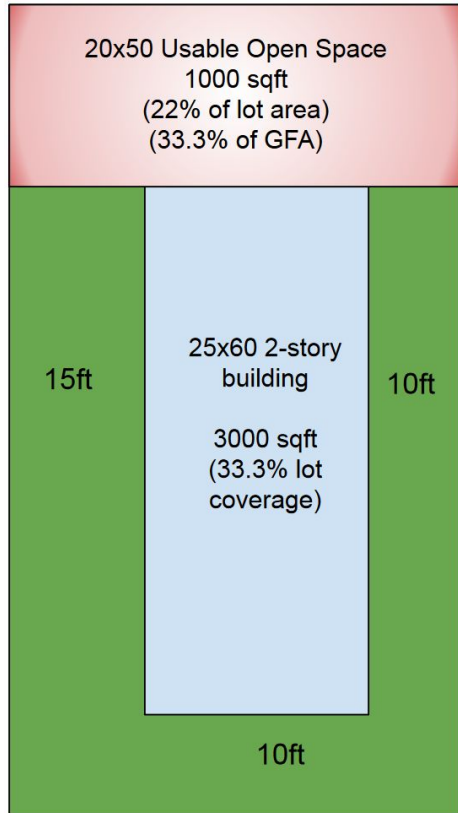 20x50 Usable Open Space
1000 sqft
(22% of lot area)
(33.3% of GFA)
15ft
25x60 2-story
building
3000 sqft
(33.3% lot
coverage)
10ft
10ft